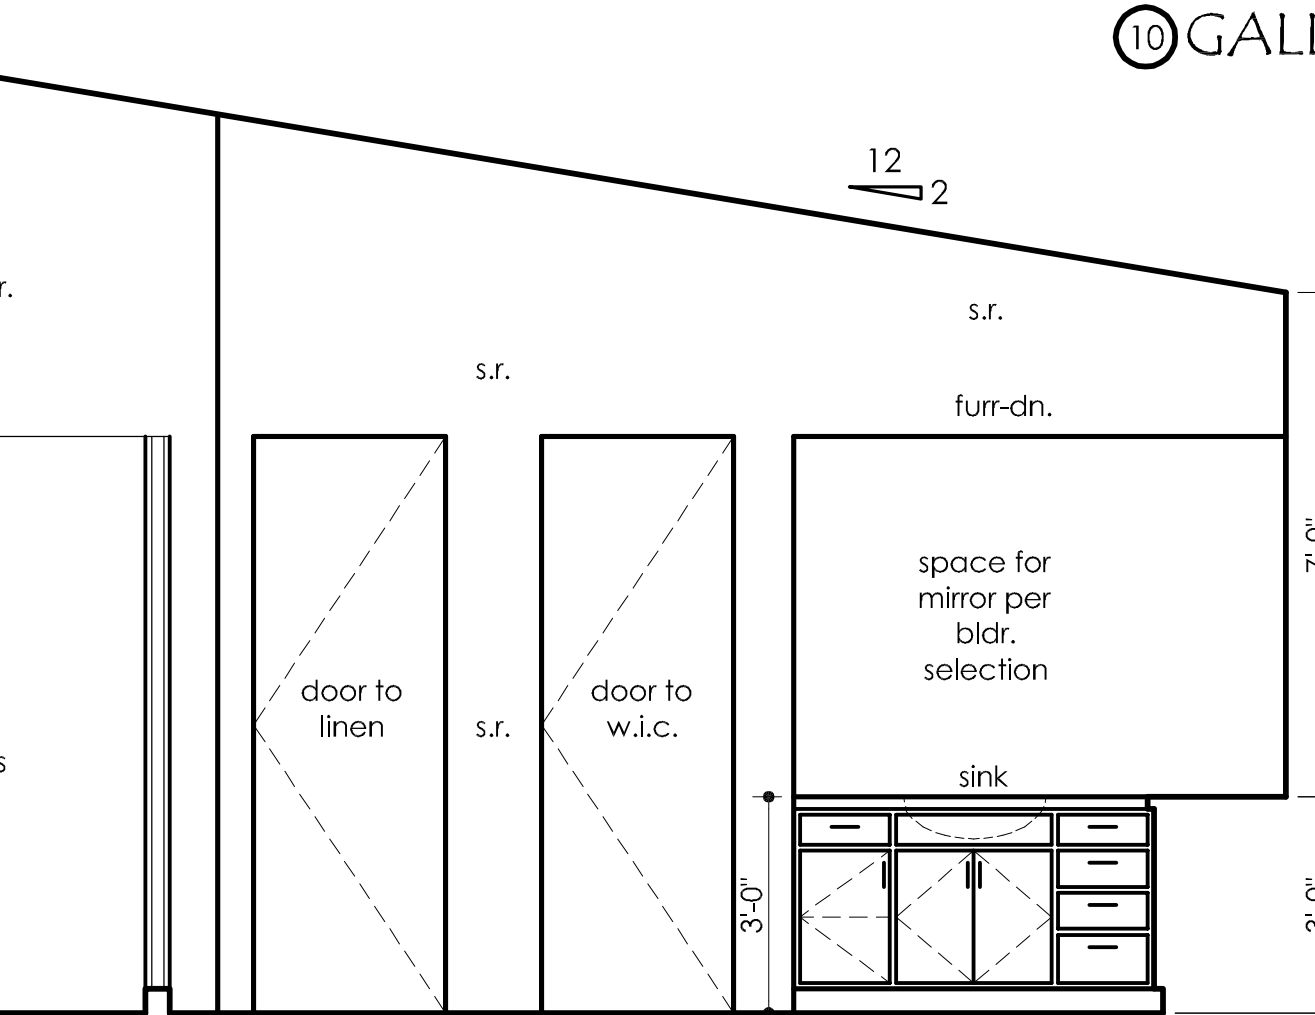 10
12
2
s.r.
s.r.
furr-dn.
space for
mirror per
bldr.
selection
door to
linen
s.r.
door to
w.i.c.
sink
3'-0"